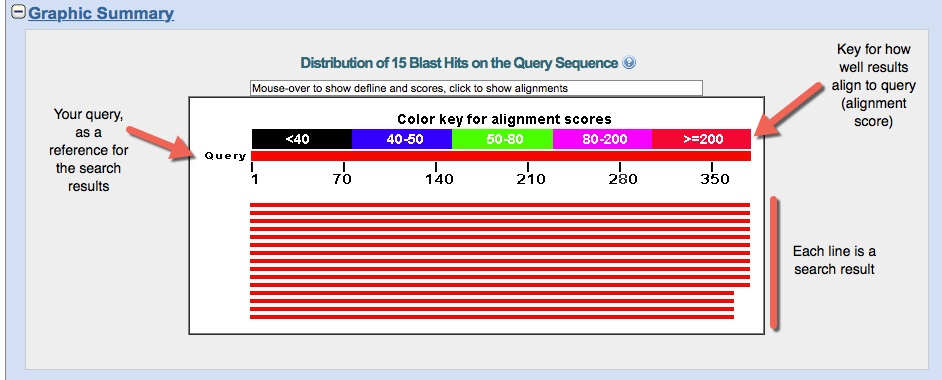 Graphic Summary
Distribution of 15 Blast Hits on the Query Sequence ?
Mouse-over to show defline and scores, click to show alignments
Key for how
well results
align to query
(alignment
score)
Your query,
as a
reference for
the search
results
Color key for alignment scores
<40 40-50 50-80 80-200 >=200
Query
1 70 140 210 280 350
Each line is a
search result